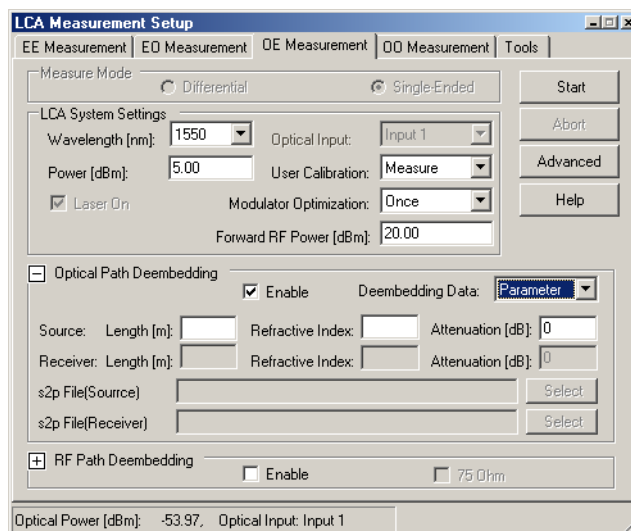 LCA Measurement Setup
EE Measurement EO Measurement OE Measurement OO Measurement Tools
Measure Mode
Differential Single-Ended
Start
LCA System Settings
Wavelength [nm]: 1550 Optical Input: Input 1
Abort
Power [dBm]: 5.00 User Calibration: Measure
Advanced
Laser On Modulator Optimization: Once
Help
Forward RF Power [dBm]: 20.00
Optical Path Deembedding
Enable Deembedding Data: Parameter
Source: Length [m]: Refractive Index: Attenuation [dB]: 0
Receiver: Length [m]: Refractive Index: Attenuation [dB]: 0
s2p File(Sourrce) Select
s2p File(Receiver) Select
RF Path Deembedding
Enable 75 Ohm
Optical Power [dBm]: -53.97, Optical Input: Input 1